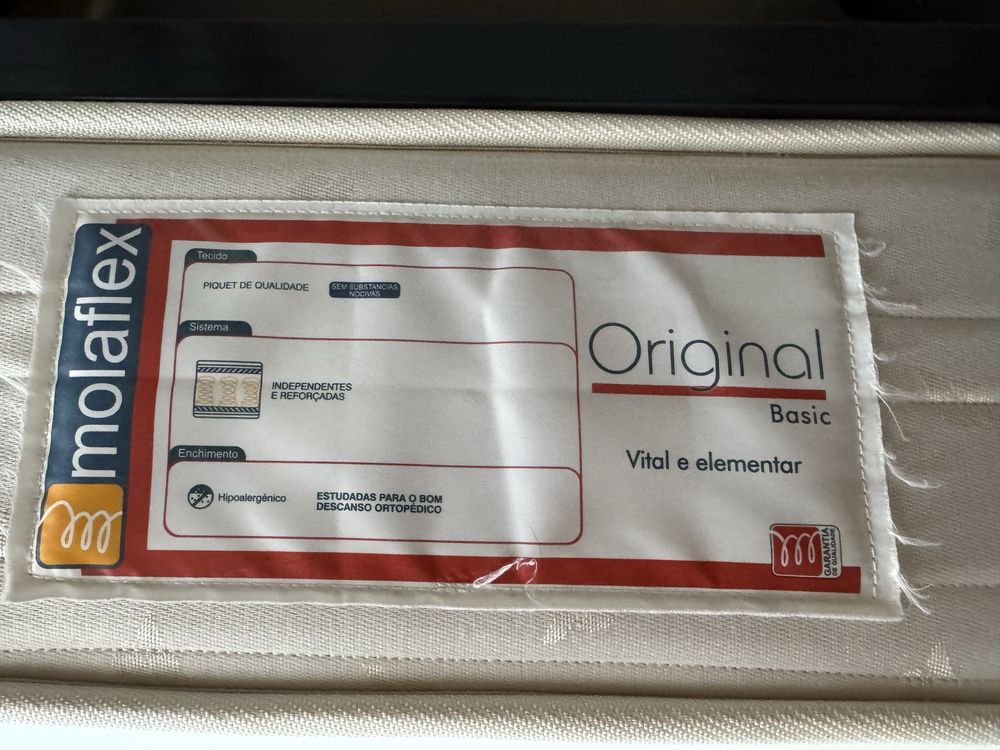 molaflex
Tecido
PIQUET DE QUALIDADE
SEM SUBSTANCIAS
NOCIVAS
Sistema
INDEPENDENTES
E REFORÇADAS
Enchimento
Hipoalergénico
ESTUDADAS PARA O BOM
DESCANSO ORTOPÉDICO
Original
Basic
Vital e elementar
GARANTIA
DE QUALIDADE